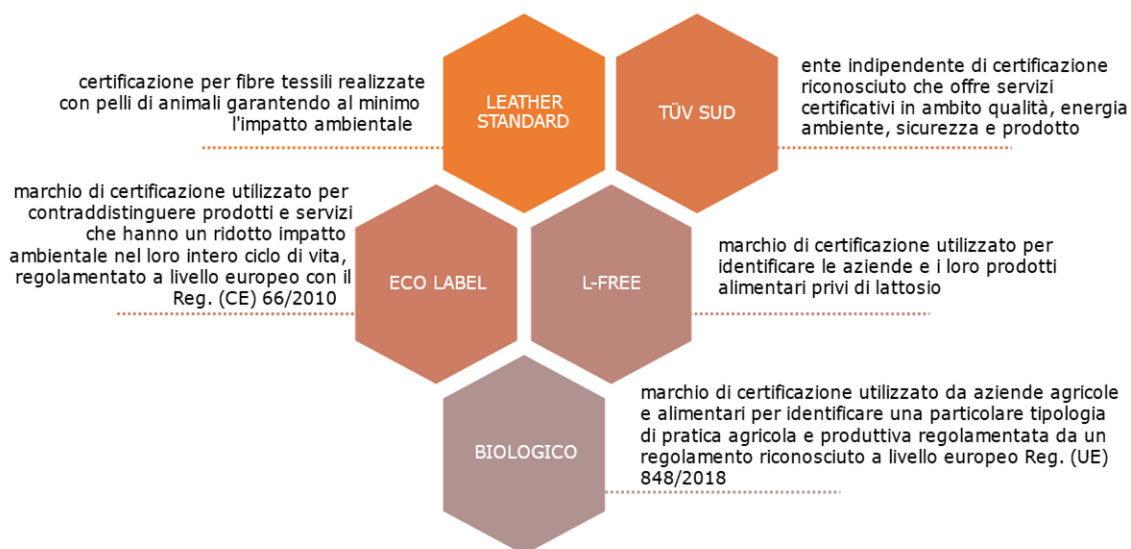 certificazione per fibre tessili realizzate
con pelli di animali garantendo al minimo
l'impatto ambientale
LEATHER
STANDARD
TÜV SUD
ente indipendente di certificazione
riconosciuto che offre servizi
certificativi in ambito qualità, energia
ambiente, sicurezza e prodotto
marchio di certificazione utilizzato per
contraddistinguere prodotti e servizi
che hanno un ridotto impatto
ambientale nel loro intero ciclo di vita,
regolamentato a livello europeo con il
Reg. (CE) 66/2010
ECO LABEL
L-FREE
marchio di certificazione utilizzato per
identificare le aziende e i loro prodotti
alimentari privi di lattosio
BIOLOGICO
marchio di certificazione utilizzato da aziende agricole
e alimentari per identificare una particolare tipologia
di pratica agricola e produttiva regolamentata da un
regolamento riconosciuto a livello europeo Reg. (UE)
848/2018